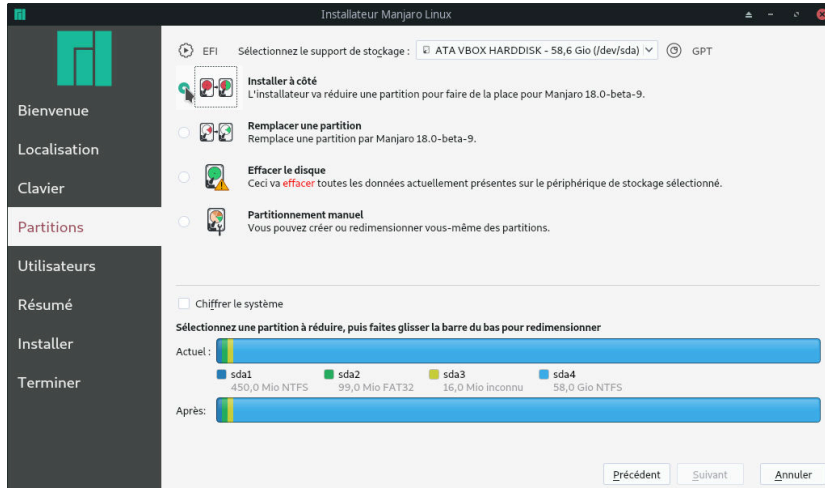 Installateur Manjaro Linux
EFI Sélectionnez le support de stockage : ATA VBOX HARDDISK - 58,6 Gio (/dev/sda) GPT
Installer à côté
L'installateur va réduire une partition pour faire de la place pour Manjaro 18.0-beta-9.
Remplacer une partition
Remplace une partition par Manjaro 18.0-beta-9.
Effacer le disque
Ceci va effacer toutes les données actuellement présentes sur le périphérique de stockage sélectionné.
Partitionnement manuel
Vous pouvez créer ou redimensionner vous-même des partitions.
Bienvenue
Localisation
Clavier
Partitions
Utilisateurs
Résumé
Installer
Terminer
Chiffrer le système
Sélectionnez une partition à réduire, puis faites glisser la barre du bas pour redimensionner
Actuel :
sda1 sda2 sda3 sda4
450,0 Mio NTFS 99,0 Mio FAT32 16,0 Mio inconnu 58,0 Gio NTFS
Après:
Précédent Suivant Annuler